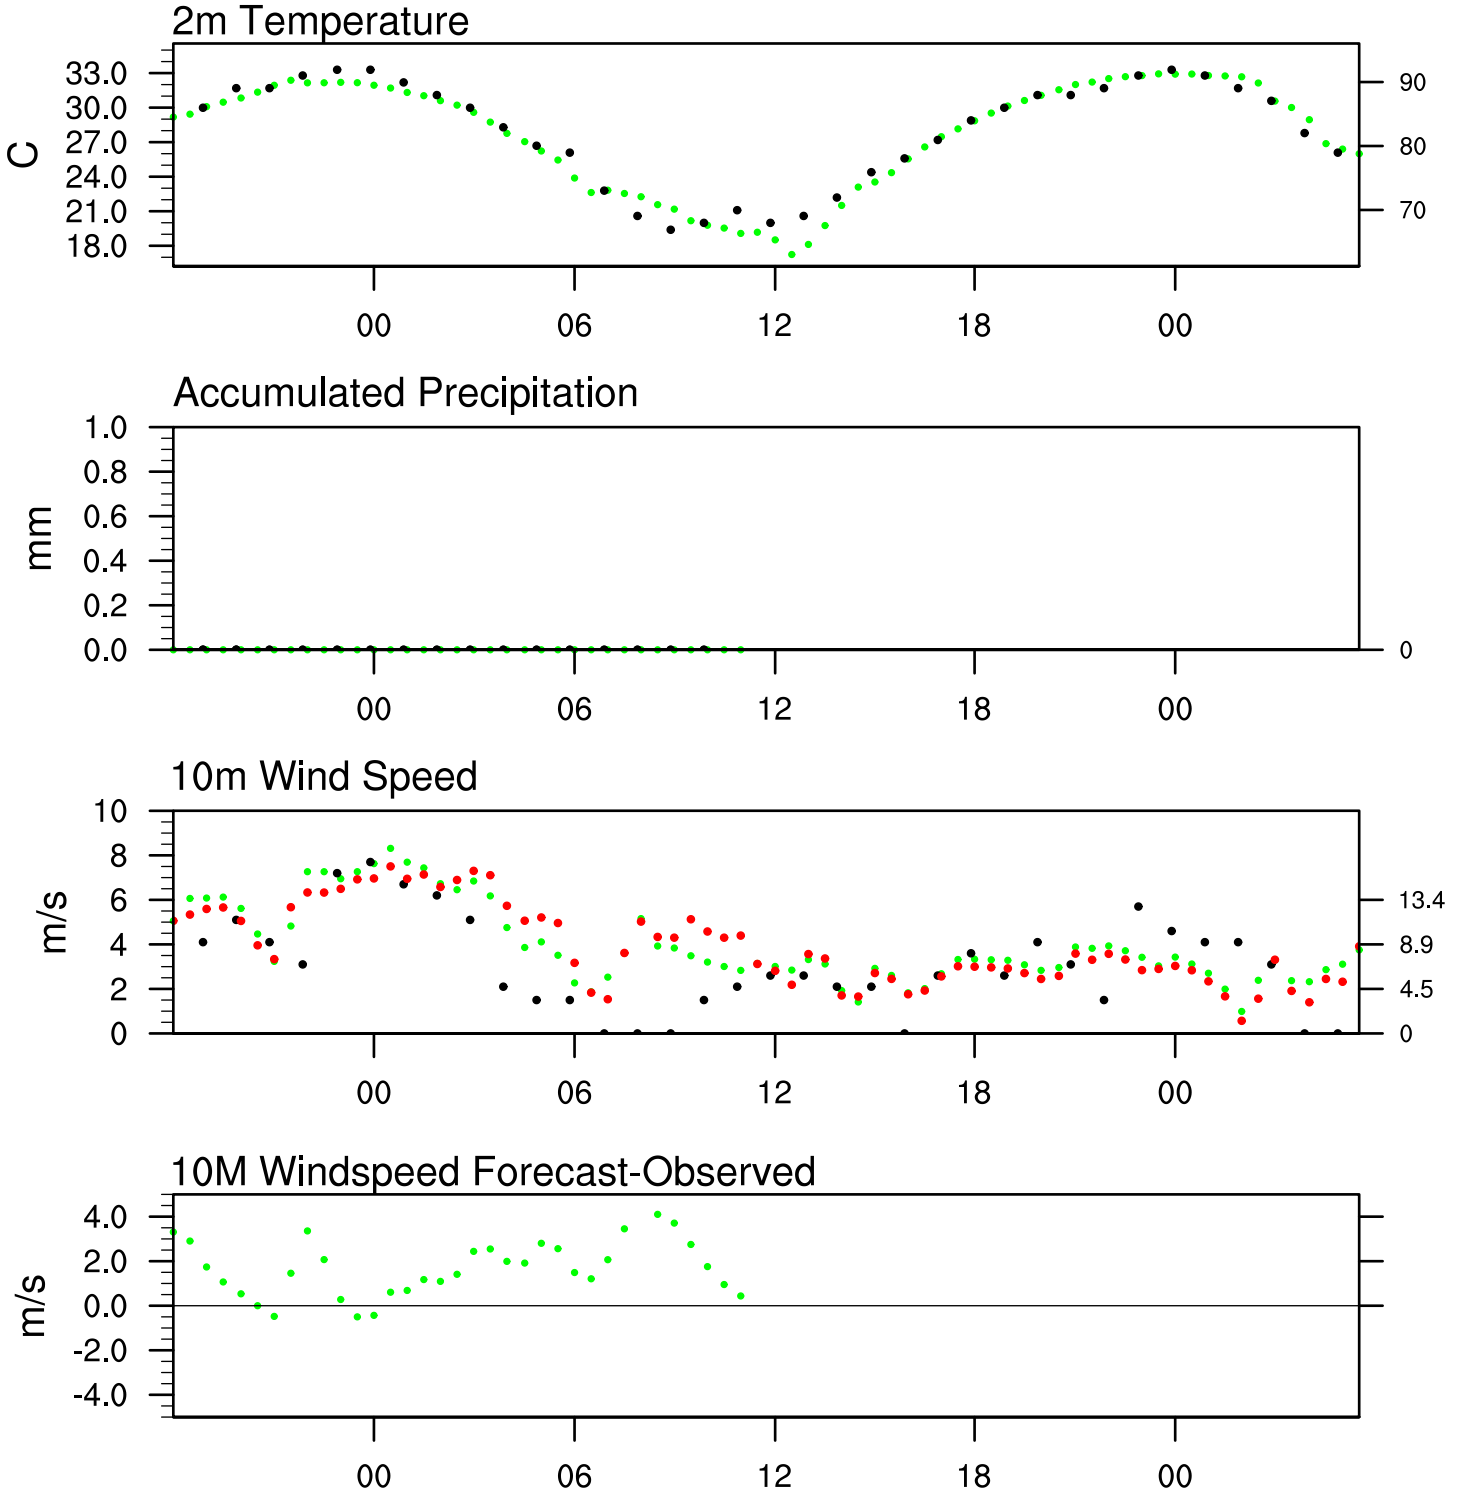 2m Temperature
33.0
30.0
27.0
24.0
21.0
18.0
C
90
80
70
00 06 12 18 00
Accumulated Precipitation
1.0
0.8
0.6
0.4
0.2
0.0
mm
0
00 06 12 18 00
10m Wind Speed
10
8
6
4
2
0
m/s
13.4
8.9
4.5
0
00 06 12 18 00
10M Windspeed Forecast-Observed
4.0
2.0
0.0
-2.0
-4.0
m/s
00 06 12 18 00